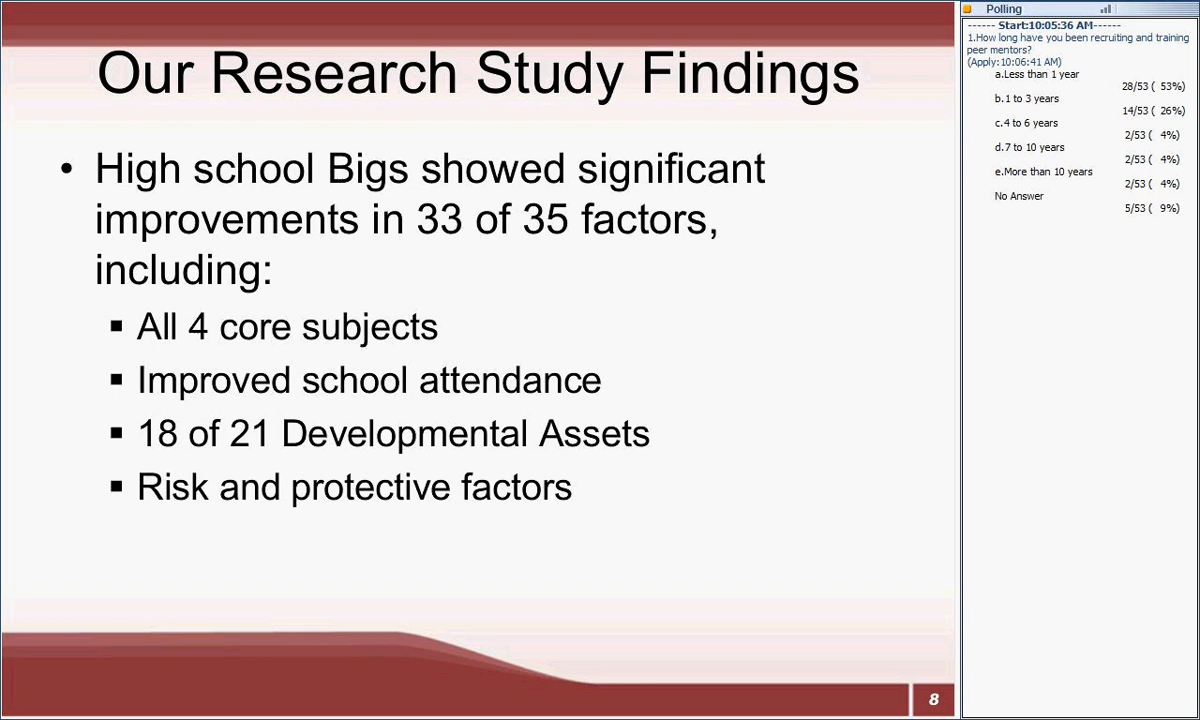 Our Research Study Findings
• High school Bigs showed significant
improvements in 33 of 35 factors,
including:
▪ All 4 core subjects
▪ Improved school attendance
▪ 18 of 21 Developmental Assets
▪ Risk and protective factors
8
Polling
------ Start:10:05:36 AM------
1.How long have you been recruiting and training
peer mentors?
(Apply:10:06:41 AM)
a.Less than 1 year
28/53 ( 53%)
b.1 to 3 years
14/53 ( 26%)
c.4 to 6 years
2/53 ( 4%)
d.7 to 10 years
2/53 ( 4%)
e.More than 10 years
2/53 ( 4%)
No Answer
5/53 ( 9%)